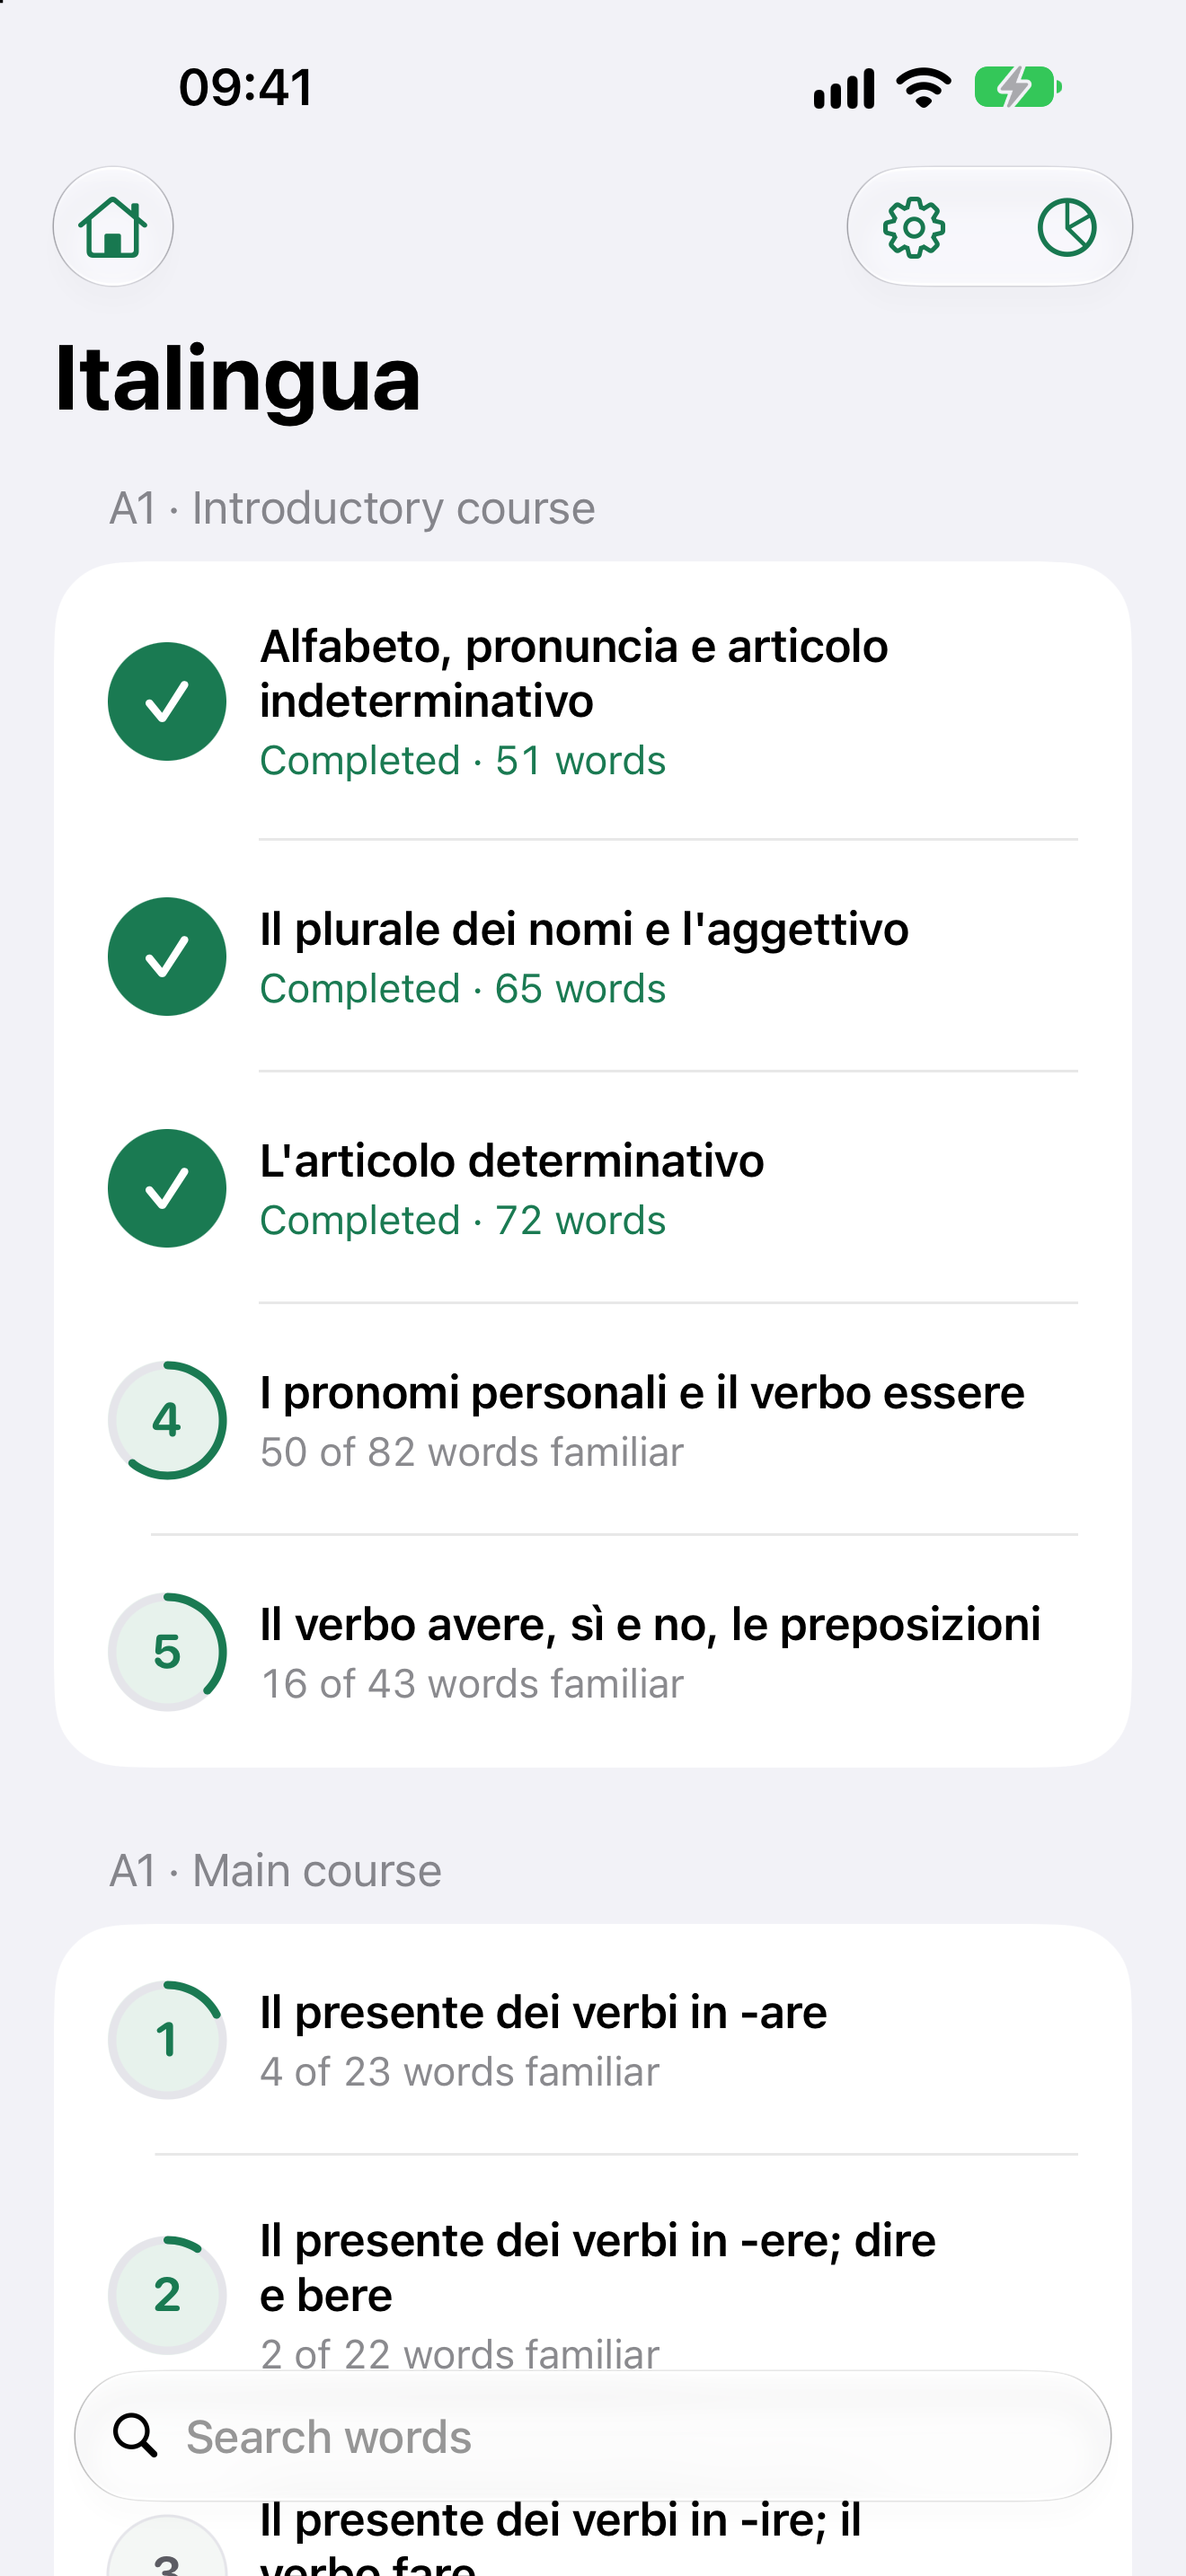 09:41
Italingua
A1 · Introductory course
Alfabeto, pronuncia e articolo
indeterminativo
Completed · 51 words
Il plurale dei nomi e l'aggettivo
Completed · 65 words
L'articolo determinativo
Completed · 72 words
4
I pronomi personali e il verbo essere
50 of 82 words familiar
5
Il verbo avere, sì e no, le preposizioni
16 of 43 words familiar
A1 · Main course
1
Il presente dei verbi in -are
4 of 23 words familiar
2
Il presente dei verbi in -ere; dire
e bere
2 of 22 words familiar
Search words
3
Il presente dei verbi in -ire; il
verbo fare